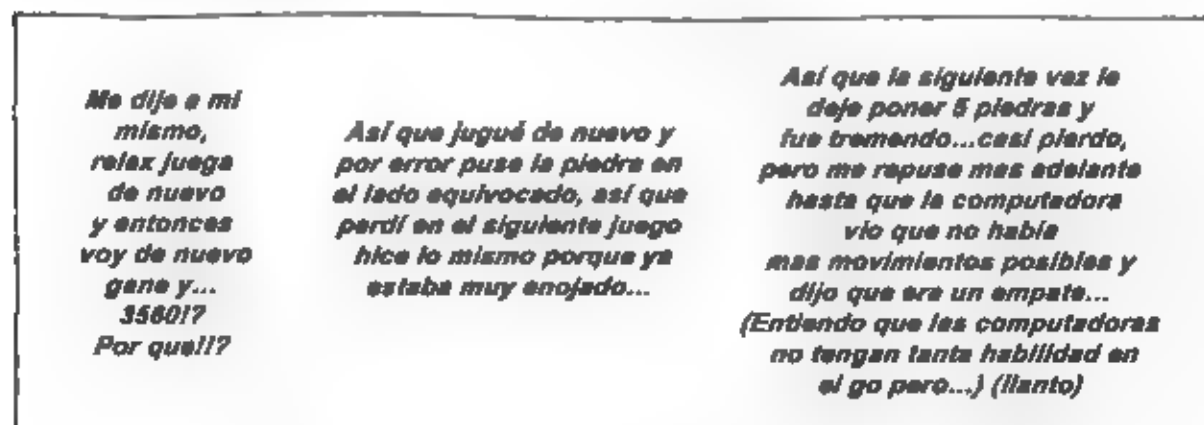 Me dije a mi
mismo,
relax juega
de nuevo
y entonces
voy de nuevo
gane y...
3560!?
Por que!!?
Así que jugué de nuevo y
por error puse la piedra en
el lado equivocado, así que
perdí en el siguiente juego
hice lo mismo porque ya
estaba muy enojado...
Así que la siguiente vez le
deje poner 5 piedras y
fue tremendo...casi pierdo,
pero me repuse mas adelante
hasta que la computadora
vio que no había
mas movimientos posibles y
dijo que era un empate...
(Entiendo que las computadoras
no tengan tanta habilidad en
el go pero...) (llanto)